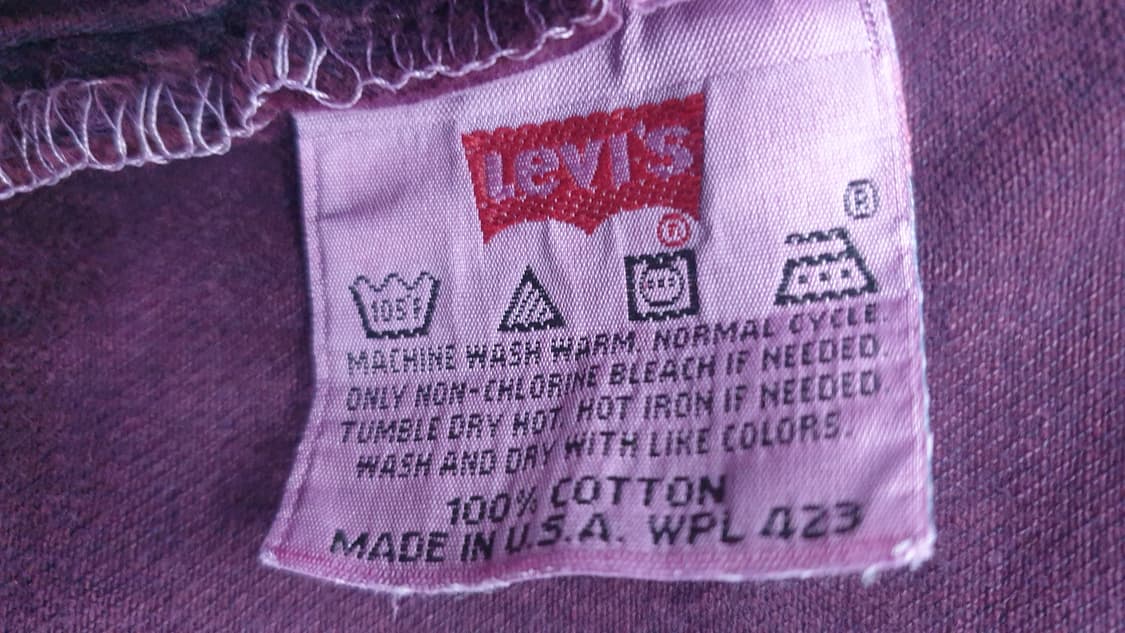 Levi's
®
®
105F
MACHINE WASH WARM. NORMAL CYCLE.
ONLY NON-CHLORINE BLEACH IF NEEDED.
TUMBLE DRY HOT. HOT IRON IF NEEDED.
WASH AND DRY WITH LIKE COLORS.
100% COTTON
MADE IN U.S.A. WPL 423